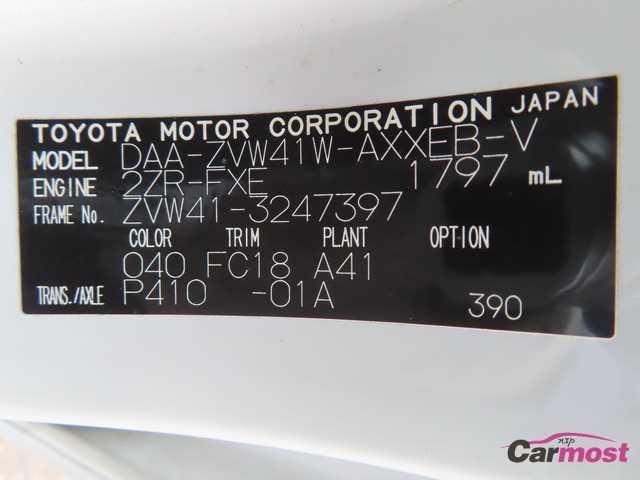 TOYOTA MOTOR CORPORATION JAPAN
MODEL DAA-ZVW41W-AXXEB-V
ENGINE 2ZR-FXE 1797 mL
FRAME No. ZVW41-3247397
COLOR TRIM PLANT OPTION
040 FC18 A41
TRANS./AXLE P410 -01A 390
nxp
Carmost